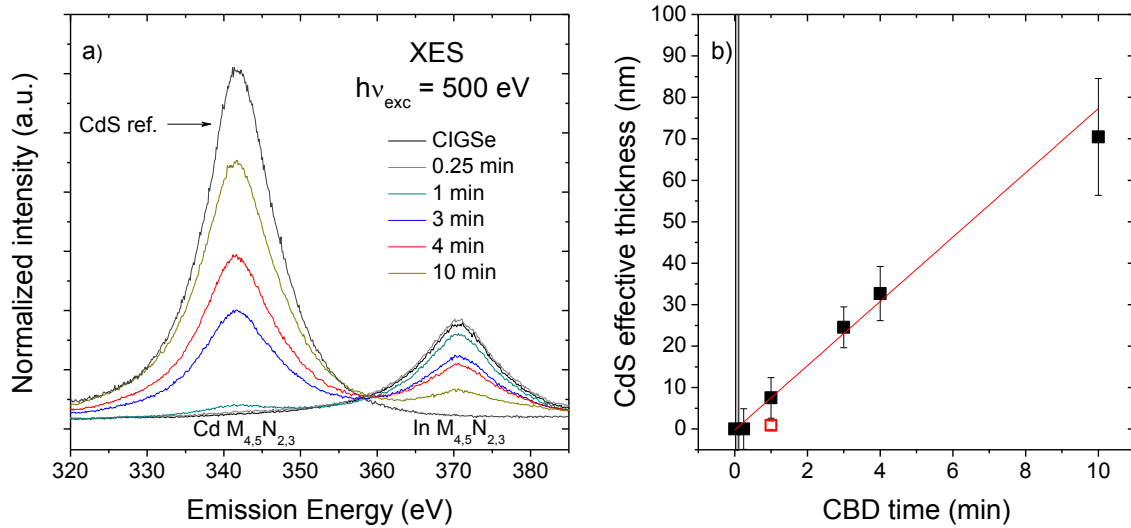 a)
XES
hν_exc = 500 eV
CdS ref.
CIGSe
0.25 min
1 min
3 min
4 min
10 min
Normalized intensity (a.u.)
Cd M_4,5N_2,3
In M_4,5N_2,3
320 330 340 350 360 370 380
Emission Energy (eV)
b)
CdS effective thickness (nm)
100
90
80
70
60
50
40
30
20
10
0
0 2 4 6 8 10
CBD time (min)